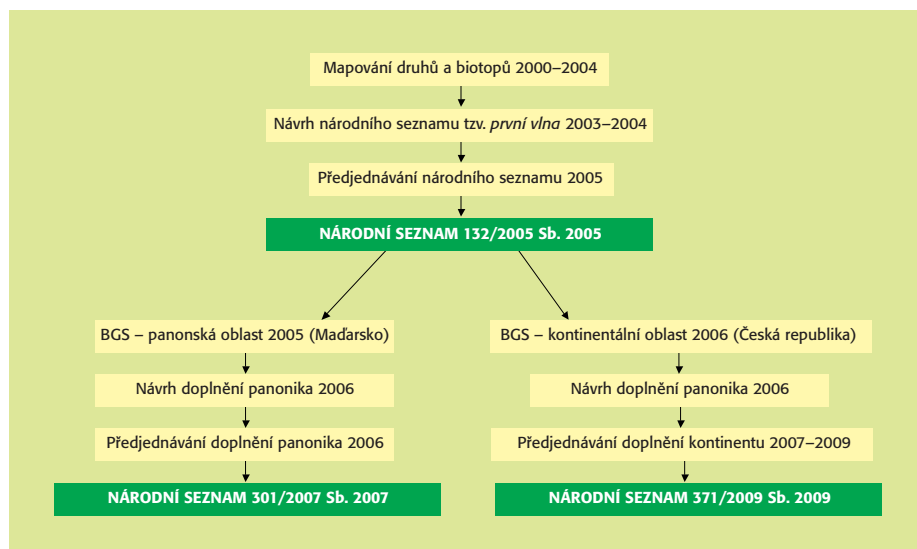 Mapování druhů a biotopů 2000–2004
Návrh národního seznamu tzv. první vlna 2003–2004
Předjednávání národního seznamu 2005
NÁRODNÍ SEZNAM 132/2005 Sb. 2005
BGS – panonská oblast 2005 (Maďarsko)
Návrh doplnění panonika 2006
Předjednávání doplnění panonika 2006
NÁRODNÍ SEZNAM 301/2007 Sb. 2007
BGS – kontinentální oblast 2006 (Česká republika)
Návrh doplnění panonika 2006
Předjednávání doplnění kontinentu 2007–2009
NÁRODNÍ SEZNAM 371/2009 Sb. 2009